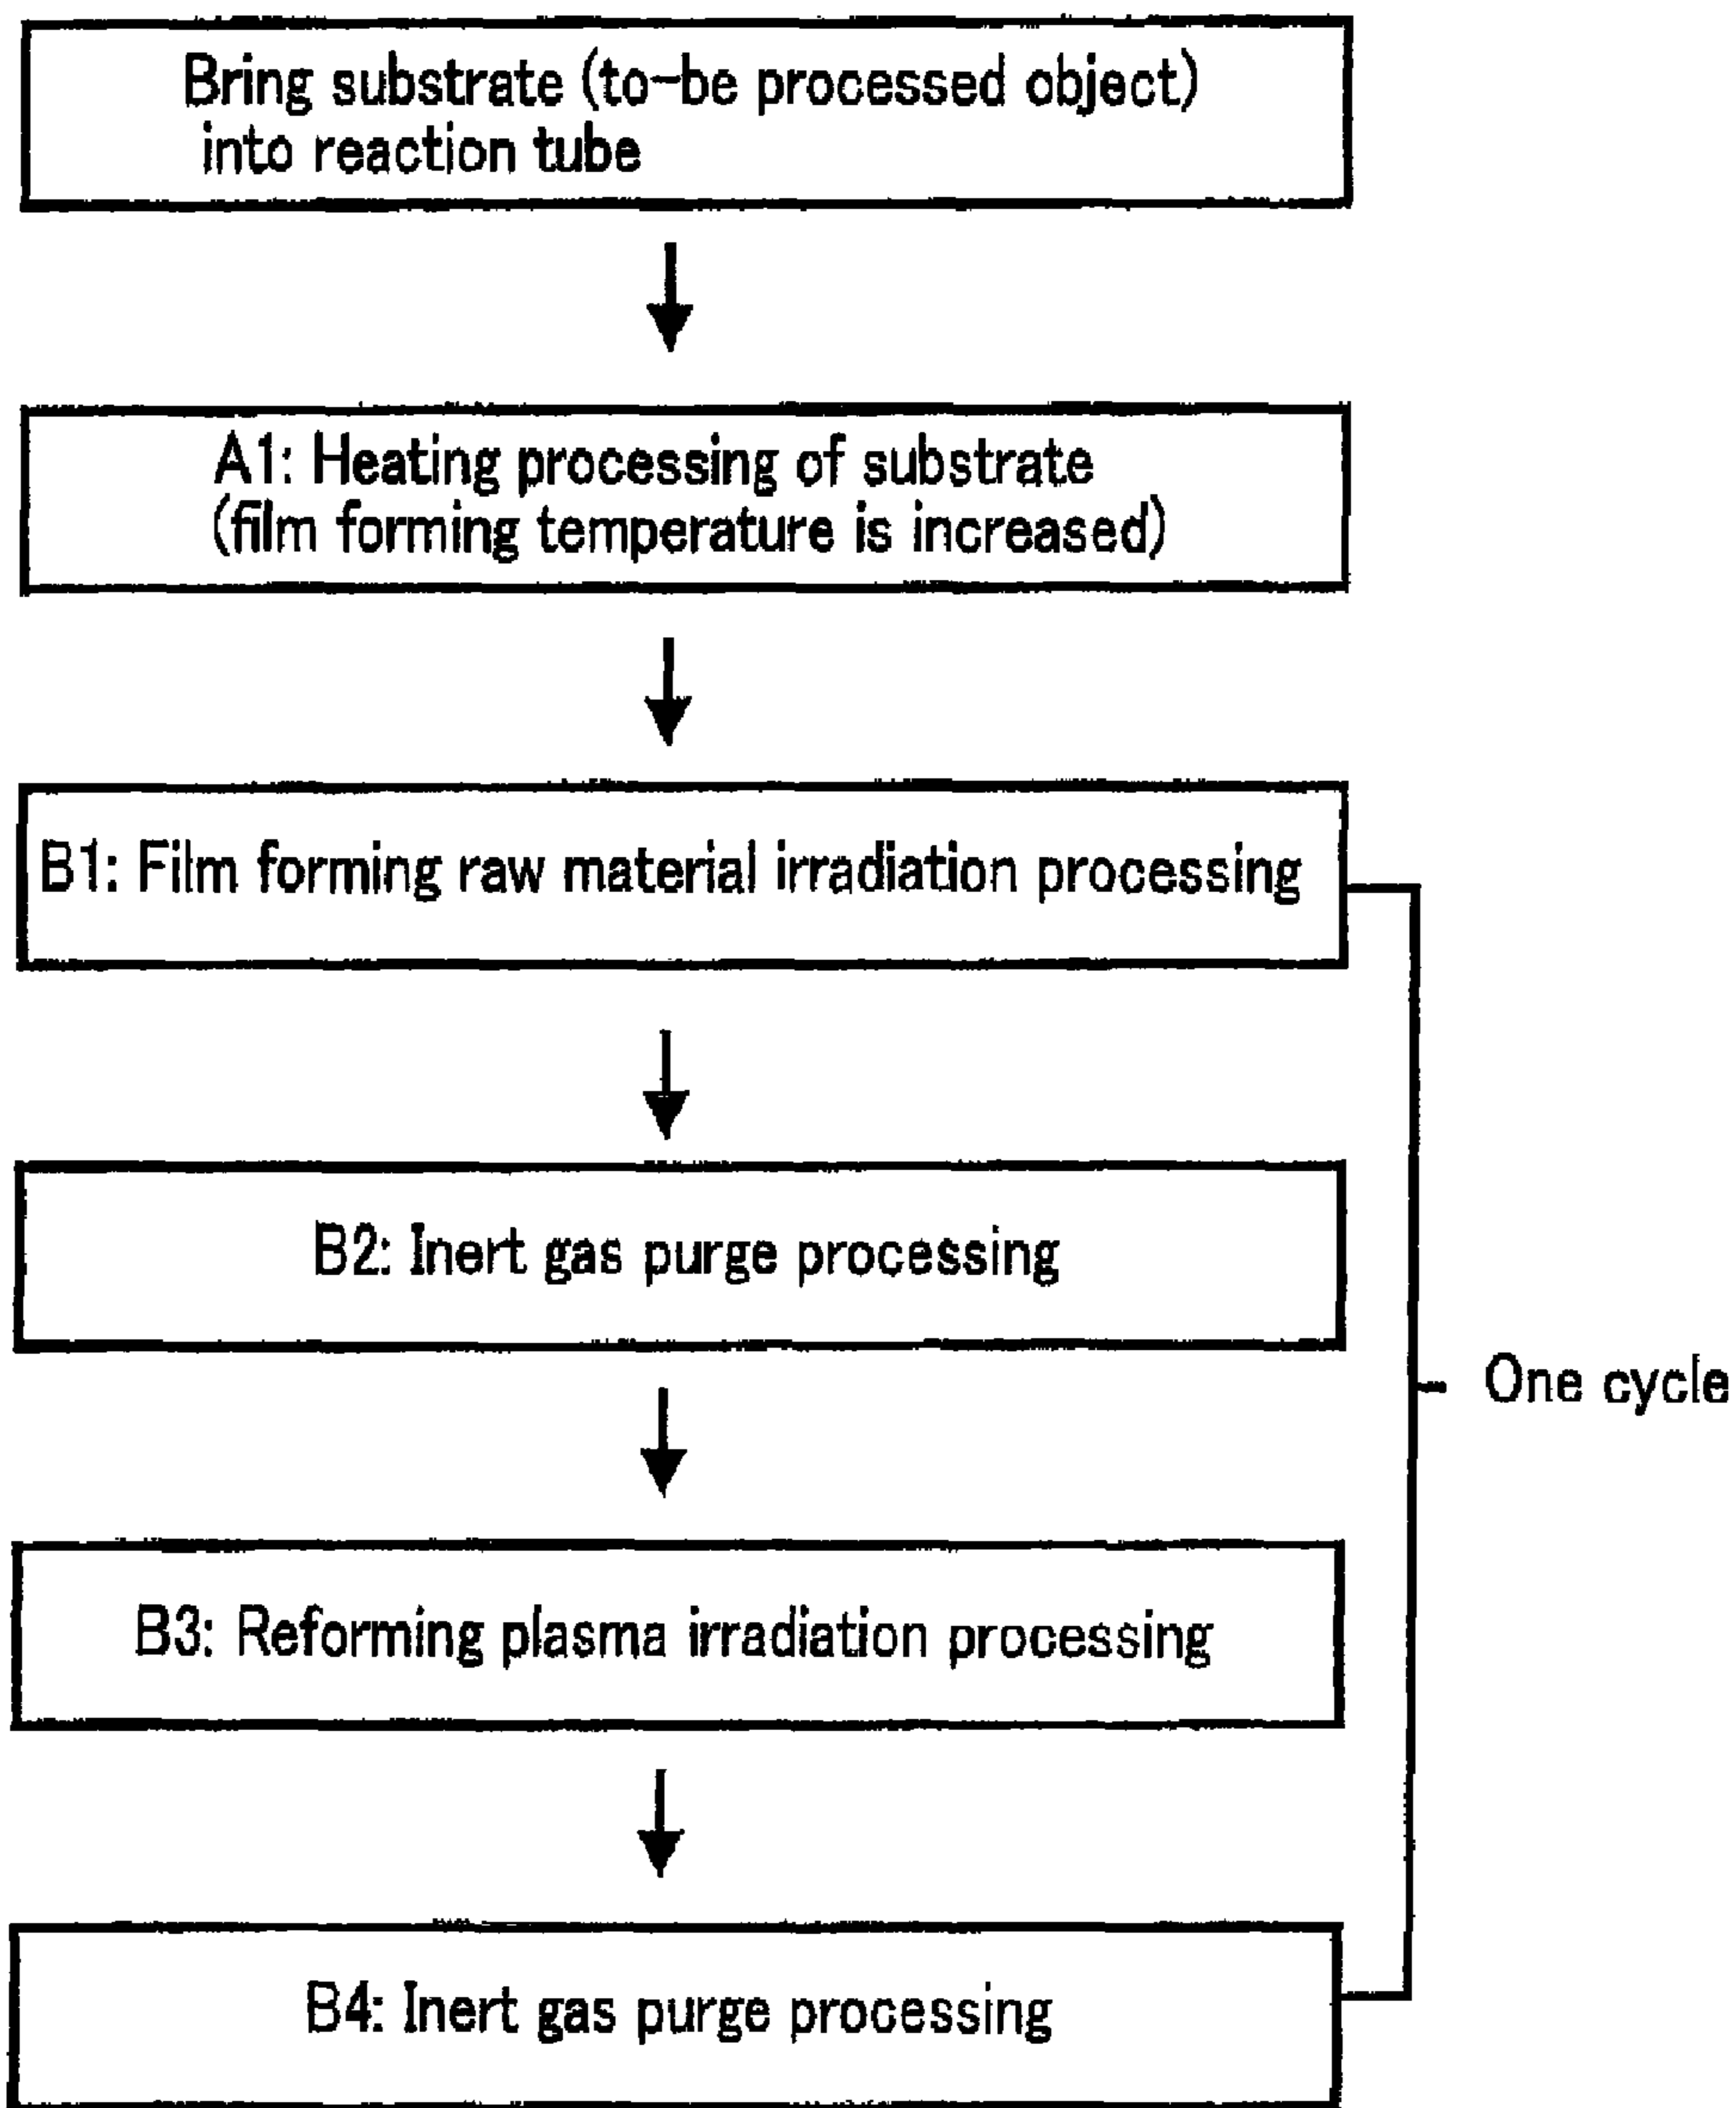 Bring substrate (to-be processed object)
into reaction tube
A1: Heating processing of substrate
(film forming temperature is increased)
B1: Film forming raw material irradiation processing
B2: Inert gas purge processing
One cycle
B3: Reforming plasma irradiation processing
B4: Inert gas purge processing